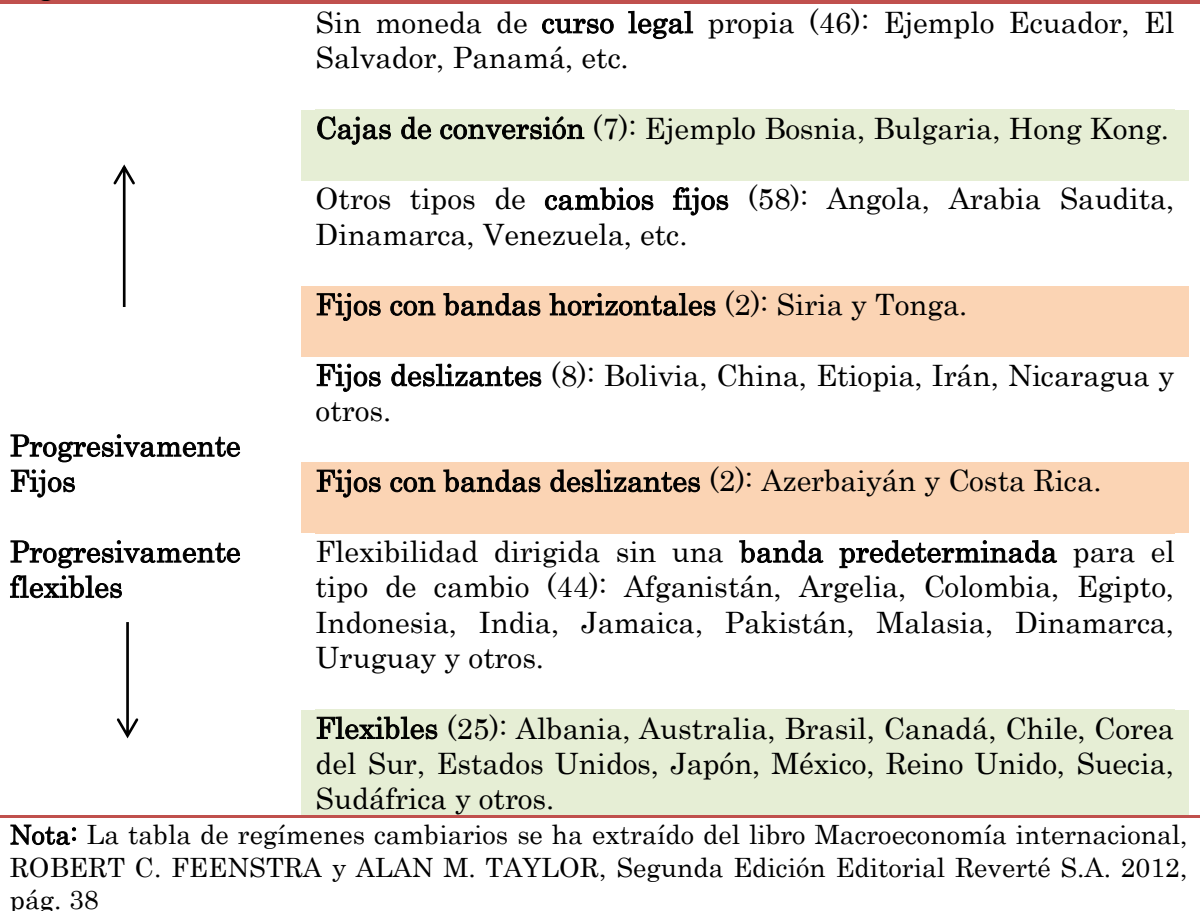 Sin moneda de curso legal propia (46): Ejemplo Ecuador, El
Salvador, Panamá, etc.
Cajas de conversión (7): Ejemplo Bosnia, Bulgaria, Hong Kong.
Otros tipos de cambios fijos (58): Angola, Arabia Saudita,
Dinamarca, Venezuela, etc.
Fijos con bandas horizontales (2): Siria y Tonga.
Fijos deslizantes (8): Bolivia, China, Etiopia, Irán, Nicaragua y
otros.
Progresivamente
Fijos
Fijos con bandas deslizantes (2): Azerbaiyán y Costa Rica.
Progresivamente
flexibles
Flexibilidad dirigida sin una banda predeterminada para el
tipo de cambio (44): Afganistán, Argelia, Colombia, Egipto,
Indonesia, India, Jamaica, Pakistán, Malasia, Dinamarca,
Uruguay y otros.
Flexibles (25): Albania, Australia, Brasil, Canadá, Chile, Corea
del Sur, Estados Unidos, Japón, México, Reino Unido, Suecia,
Sudáfrica y otros.
Nota: La tabla de regímenes cambiarios se ha extraído del libro Macroeconomía internacional,
ROBERT C. FEENSTRA y ALAN M. TAYLOR, Segunda Edición Editorial Reverté S.A. 2012,
pág. 38